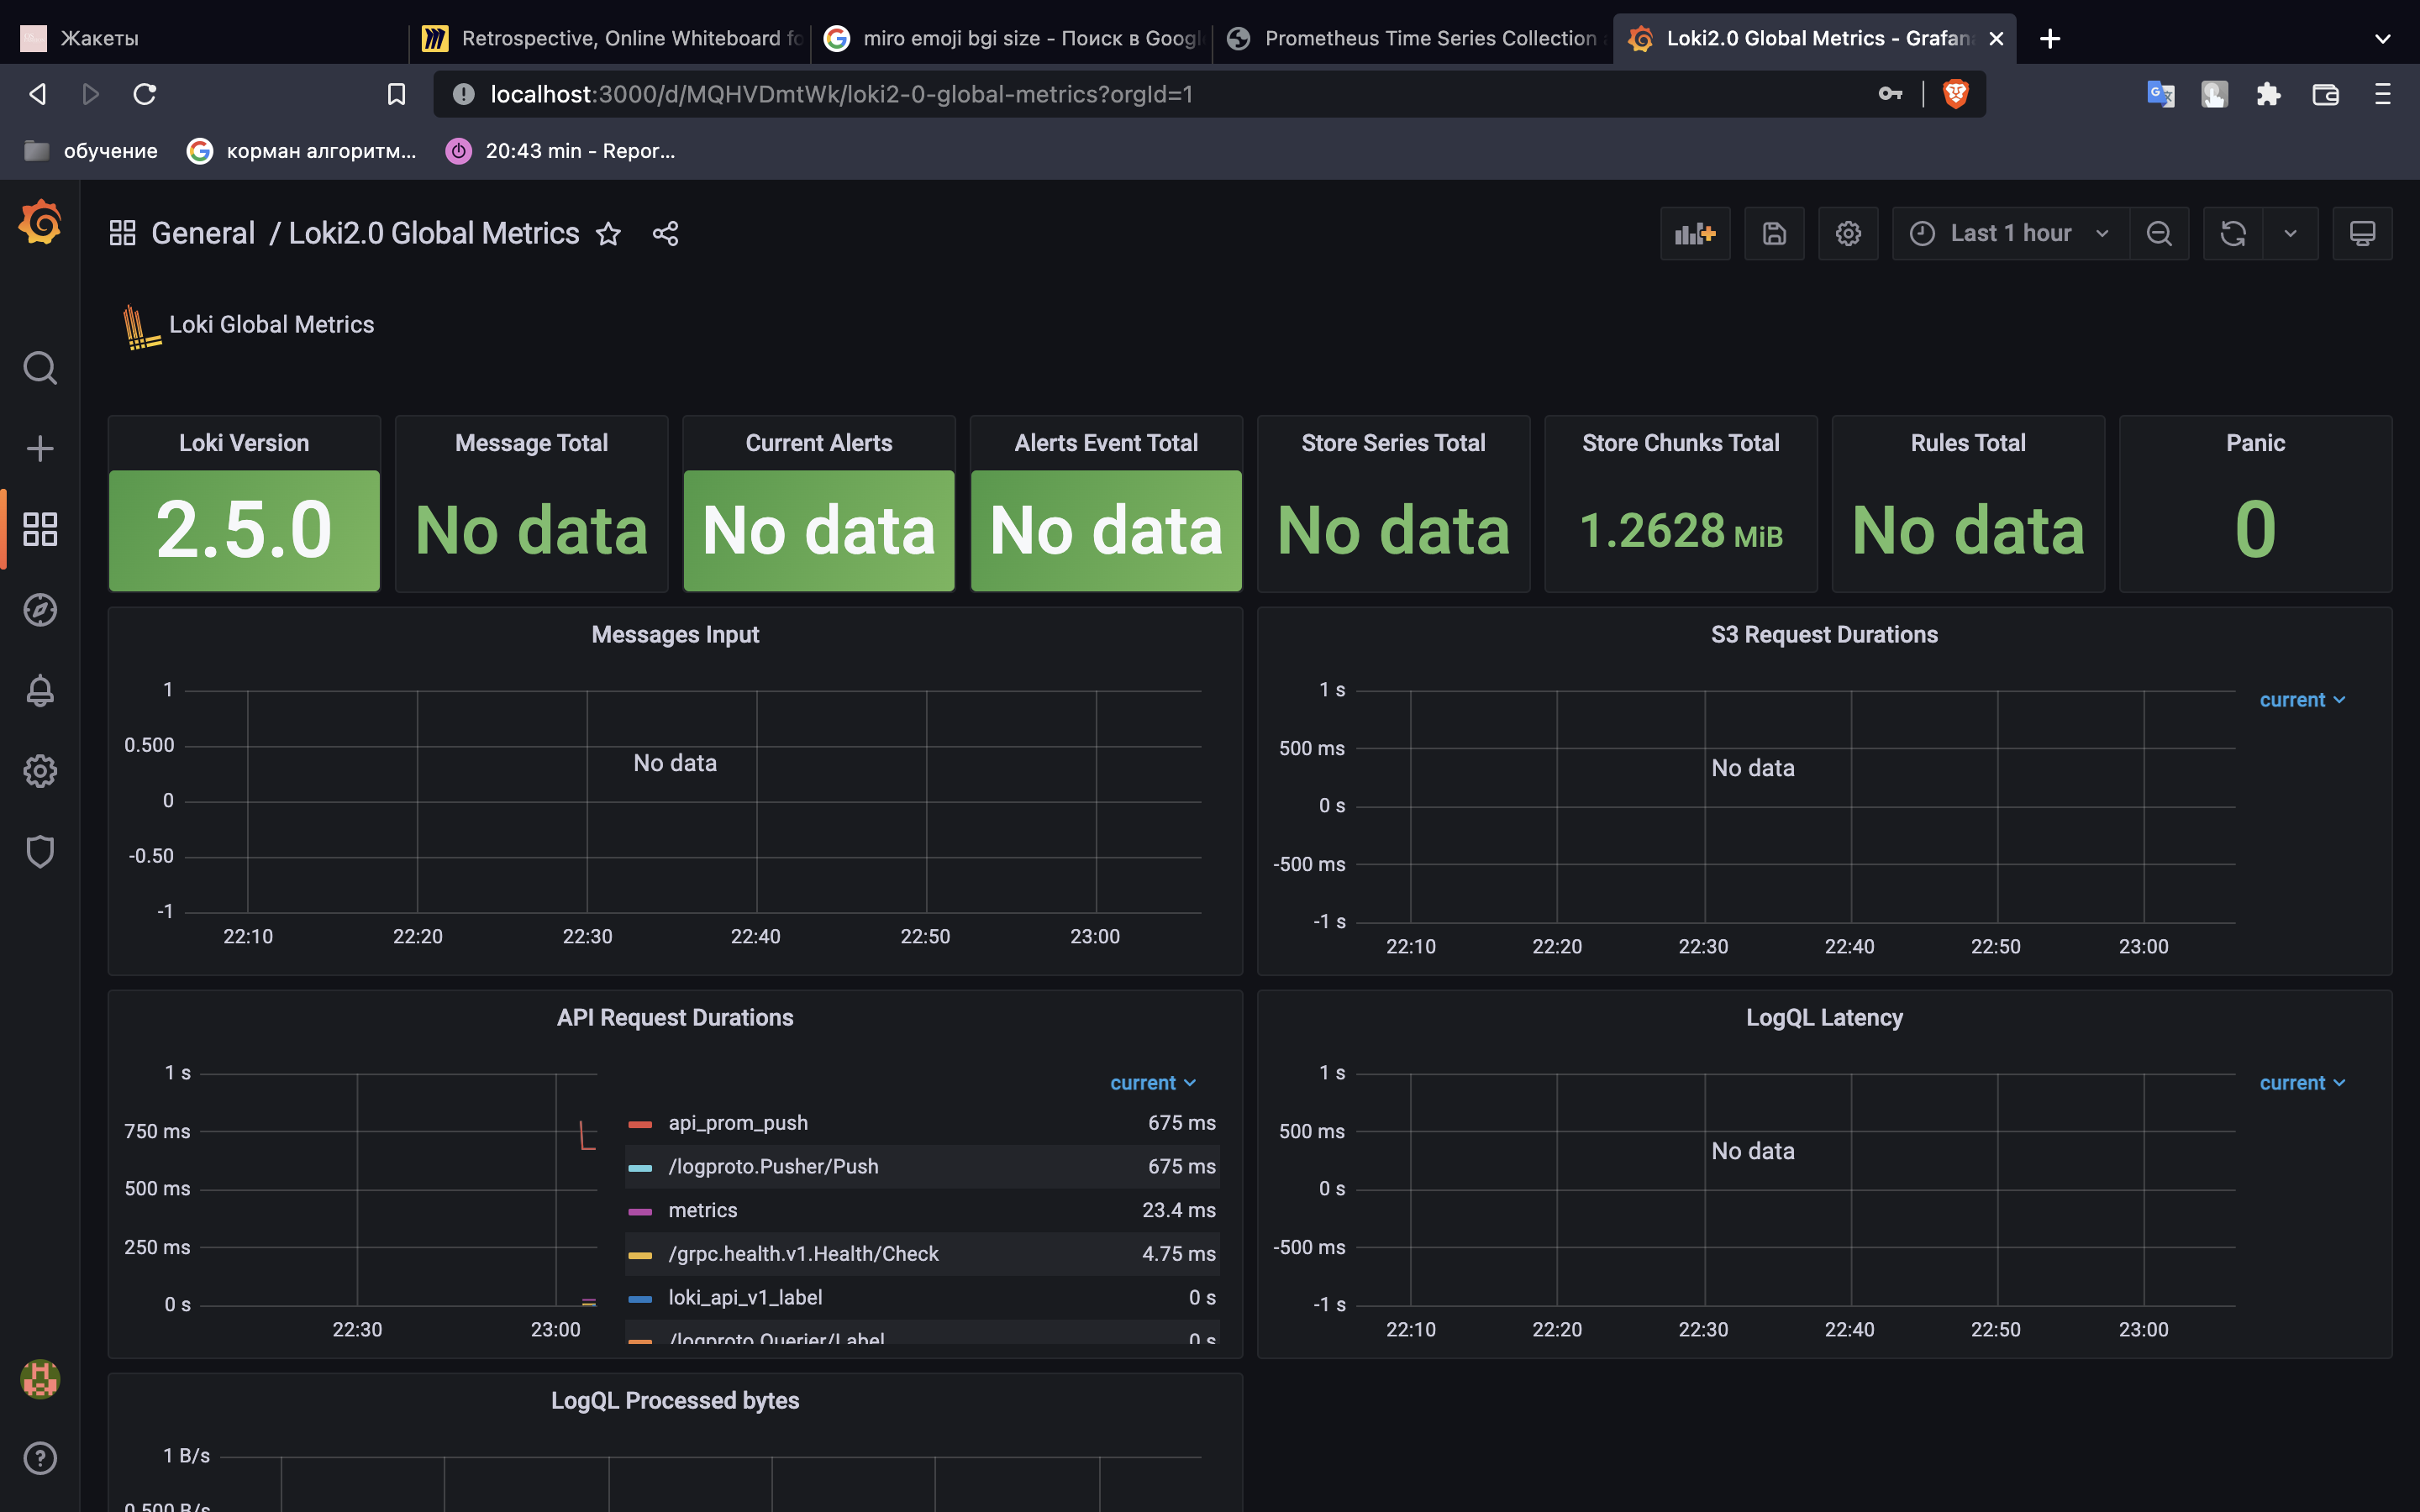 Жакеты
Retrospective, Online Whiteboard fo
miro emoji bgi size - Поиск в Googl
Prometheus Time Series Collection
Loki2.0 Global Metrics - Grafan
localhost:3000/d/MQHVDmtWk/loki2-0-global-metrics?orgId=1
обучение
корман алгоритм...
20:43 min - Repor...
General / Loki2.0 Global Metrics
Last 1 hour
Loki Global Metrics
Loki Version
2.5.0
Message Total
No data
Current Alerts
No data
Alerts Event Total
No data
Store Series Total
No data
Store Chunks Total
1.2628 MiB
Rules Total
No data
Panic
0
Messages Input
1
0.500
0
-0.50
-1
No data
22:10 22:20 22:30 22:40 22:50 23:00
S3 Request Durations
1 s
500 ms
0 s
-500 ms
-1 s
No data
current
22:10 22:20 22:30 22:40 22:50 23:00
API Request Durations
1 s
750 ms
500 ms
250 ms
0 s
22:30 23:00
current
api_prom_push 675 ms
/logproto.Pusher/Push 675 ms
metrics 23.4 ms
/grpc.health.v1.Health/Check 4.75 ms
loki_api_v1_label 0 s
/logproto.Querier/Label 0 s
LogQL Latency
1 s
500 ms
0 s
-500 ms
-1 s
No data
current
22:10 22:20 22:30 22:40 22:50 23:00
LogQL Processed bytes
1 B/s
0.500 B/s